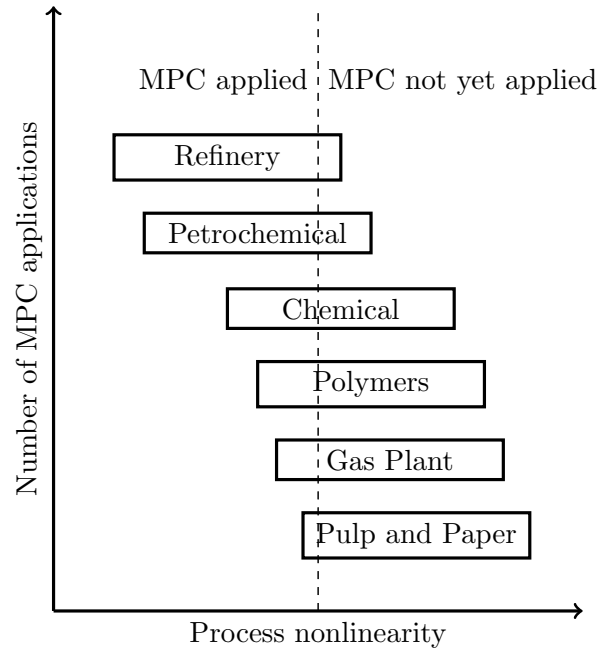 MPC applied
MPC not yet applied
Refinery
Petrochemical
Chemical
Polymers
Gas Plant
Pulp and Paper
Number of MPC applications
Process nonlinearity